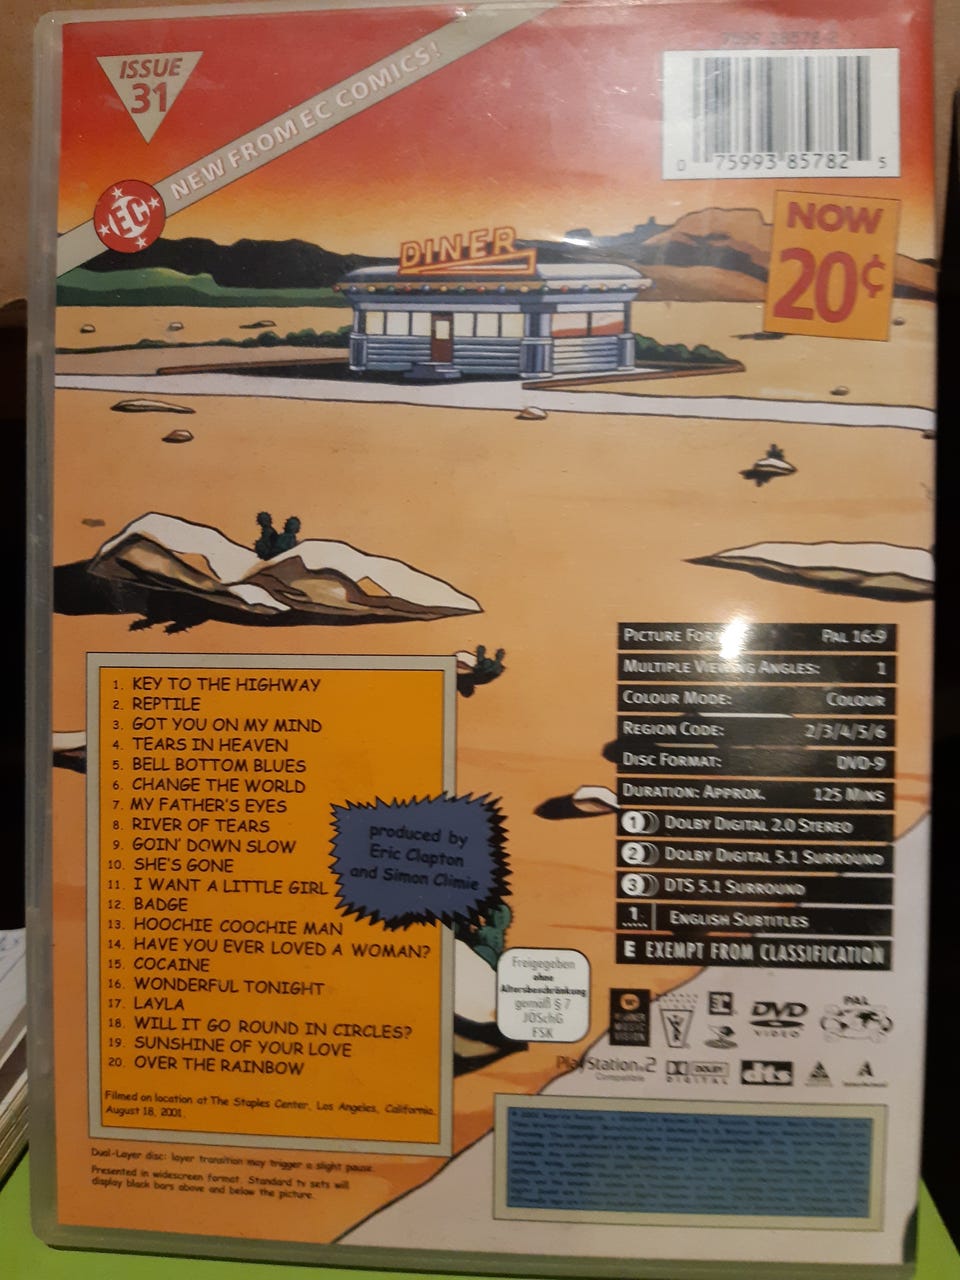 ISSUE
31
NEW FROM EC COMICS!
EC
7599 38578-2
0 75993 85782 5
NOW
20¢
DINER
1. KEY TO THE HIGHWAY
2. REPTILE
3. GOT YOU ON MY MIND
4. TEARS IN HEAVEN
5. BELL BOTTOM BLUES
6. CHANGE THE WORLD
7. MY FATHER'S EYES
8. RIVER OF TEARS
9. GOIN' DOWN SLOW
10. SHE'S GONE
11. I WANT A LITTLE GIRL
12. BADGE
13. HOOCHIE COOCHIE MAN
14. HAVE YOU EVER LOVED A WOMAN?
15. COCAINE
16. WONDERFUL TONIGHT
17. LAYLA
18. WILL IT GO ROUND IN CIRCLES?
19. SUNSHINE OF YOUR LOVE
20. OVER THE RAINBOW
Filmed on location at The Staples Center, Los Angeles, California,
August 18, 2001.
produced by
Eric Clapton
and Simon Climie
Dual-Layer disc: layer transition may trigger a slight pause.
Presented in widescreen format. Standard tv sets will
display black bars above and below the picture.
PICTURE PAL 16:9
MULTIPLE VIEWING ANGLES: 1
COLOUR MODE: COLOUR
REGION CODE: 2/3/4/5/6
DISC FORMAT: DVD-9
DURATION: APPROX. 125 MINS
1 DOLBY DIGITAL 2.0 STEREO
2 DOLBY DIGITAL 5.1 SURROUND
3 DTS 5.1 SURROUND
1. ENGLISH SUBTITLES
E EXEMPT FROM CLASSIFICATION
Freigegeben
ohne
Altersbeschränkung
gemäß § 7
JÖSchG
FSK
WARNER
MUSIC
VISION
DVD
VIDEO
PAL
PlayStation 2
Compatible
DOLBY
DIGITAL
dts